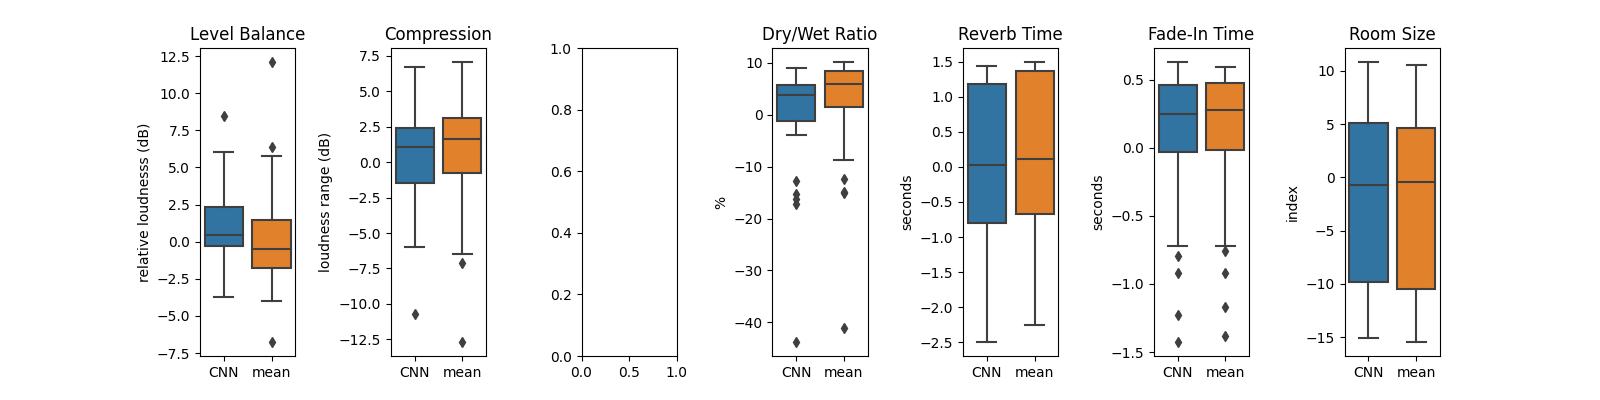 Level Balance
relative loudnesss (dB)
12.5
10.0
7.5
5.0
2.5
0.0
−2.5
−5.0
−7.5
CNN mean
Compression
loudness range (dB)
7.5
5.0
2.5
0.0
−2.5
−5.0
−7.5
−10.0
−12.5
CNN mean
1.0
0.8
0.6
0.4
0.2
0.0
0.0 0.5 1.0
Dry/Wet Ratio
%
10
0
−10
−20
−30
−40
CNN mean
Reverb Time
seconds
1.5
1.0
0.5
0.0
−0.5
−1.0
−1.5
−2.0
−2.5
CNN mean
Fade-In Time
seconds
0.5
0.0
−0.5
−1.0
−1.5
CNN mean
Room Size
index
10
5
0
−5
−10
−15
CNN mean